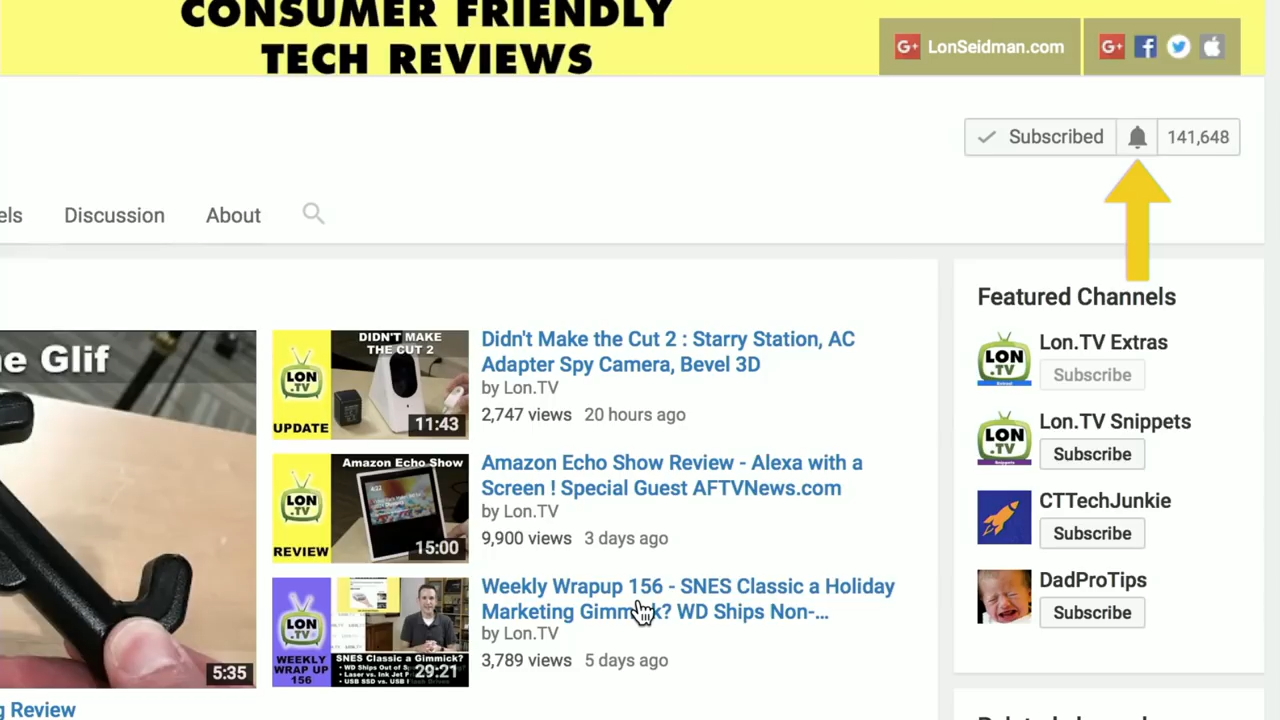 CONSUMER FRIENDLY
TECH REVIEWS
G+ LonSeidman.com
G+
Subscribed
141,648
els
Discussion
About
e Glif
5:35
g Review
DIDN'T MAKE
THE CUT 2
LON
.TV
UPDATE
11:43
Didn't Make the Cut 2 : Starry Station, AC
Adapter Spy Camera, Bevel 3D
by Lon.TV
2,747 views 20 hours ago
Amazon Echo Show
LON
.TV
REVIEW
15:00
Amazon Echo Show Review - Alexa with a
Screen ! Special Guest AFTVNews.com
by Lon.TV
9,900 views 3 days ago
LON
.TV
WEEKLY
WRAP UP
156
SNES Classic a Gimmick?
29:21
Weekly Wrapup 156 - SNES Classic a Holiday
Marketing Gimmick? WD Ships Non-...
by Lon.TV
3,789 views 5 days ago
Featured Channels
LON
.TV
Lon.TV Extras
Subscribe
LON
.TV
Lon.TV Snippets
Subscribe
CTTechJunkie
Subscribe
DadProTips
Subscribe